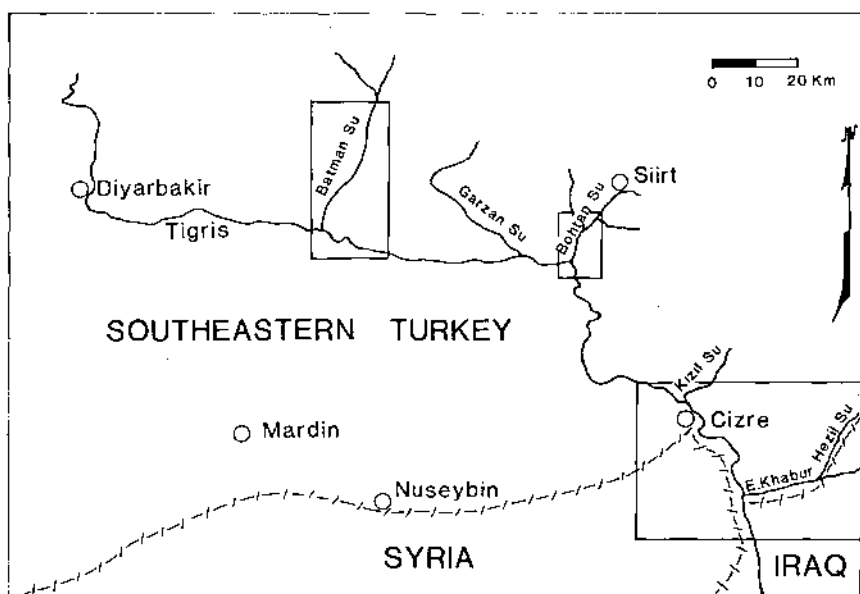 0 10 20 Km
N
Batman Su
Siirt
Diyarbakir
Garzan Su
Bohtan Su
Tigris
SOUTHEASTERN TURKEY
Kizil Su
Cizre
Mardin
Hezil Su
E. Khabur
Nuseybin
SYRIA
IRAQ